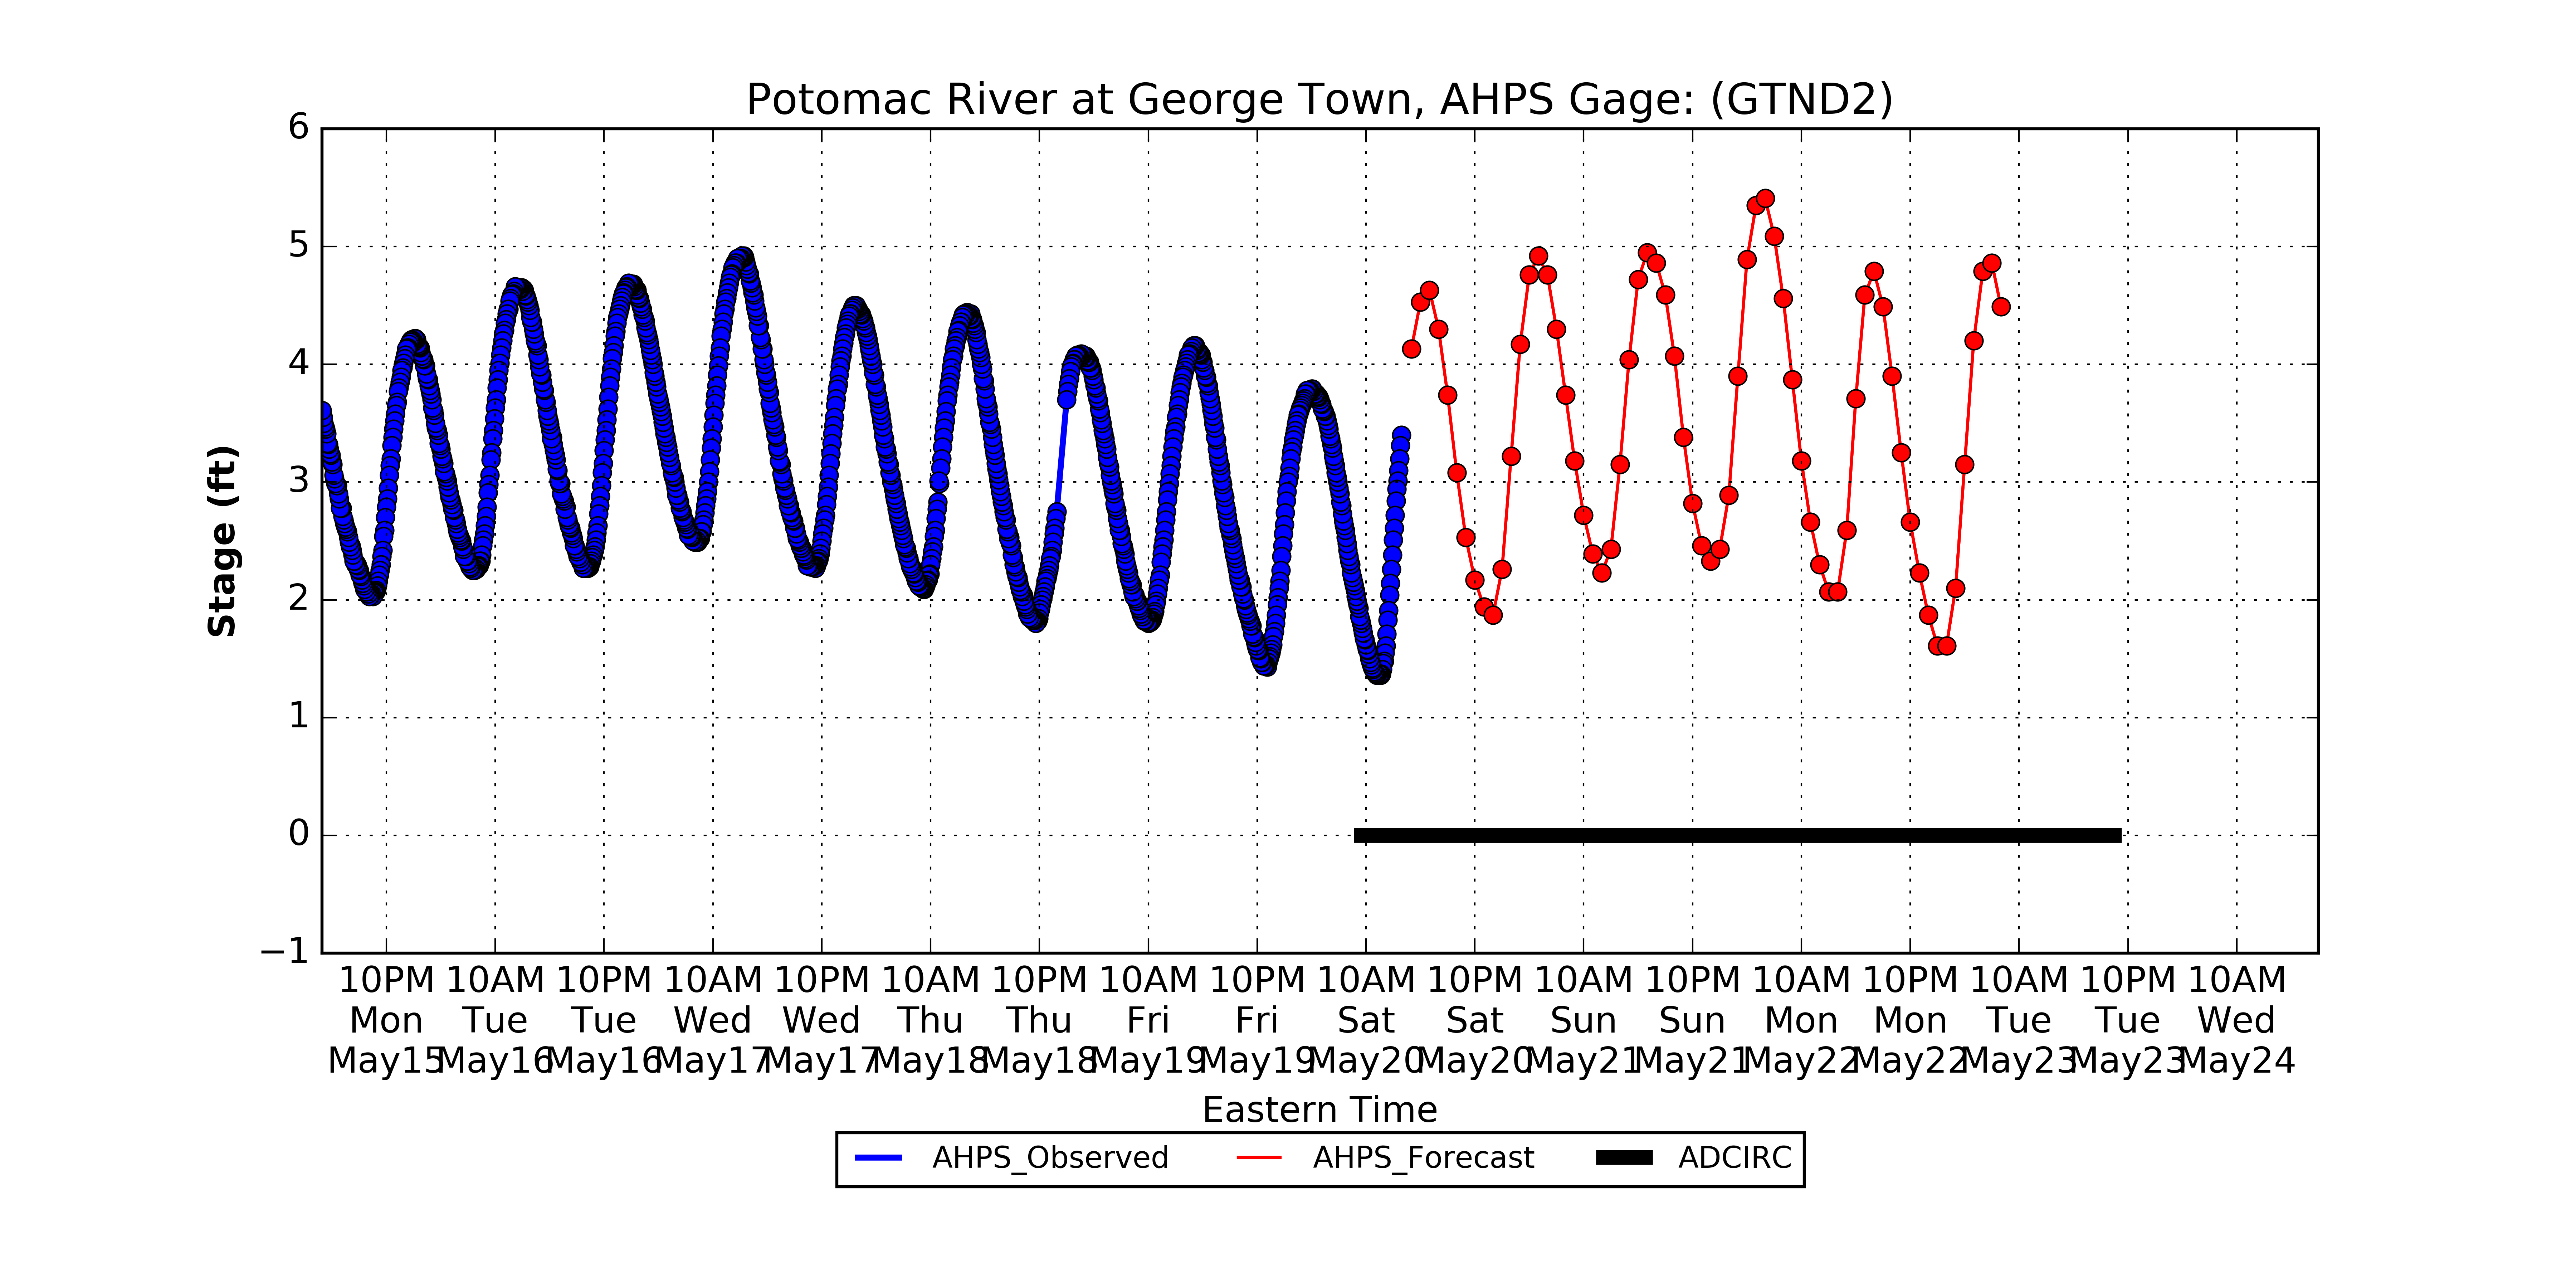 Potomac River at George Town, AHPS Gage: (GTND2)
6
5
4
3
2
1
0
−1
Stage (ft)
10PM 10AM 10PM 10AM 10PM 10AM 10PM 10AM 10PM 10AM 10PM 10AM 10PM 10AM 10PM 10AM 10PM 10AM
Mon Tue Tue Wed Wed Thu Thu Fri Fri Sat Sat Sun Sun Mon Mon Tue Tue Wed
May15 May16 May16 May17 May17 May18 May18 May19 May19 May20 May20 May21 May21 May22 May22 May23 May23 May24
Eastern Time
AHPS_Observed AHPS_Forecast ADCIRC